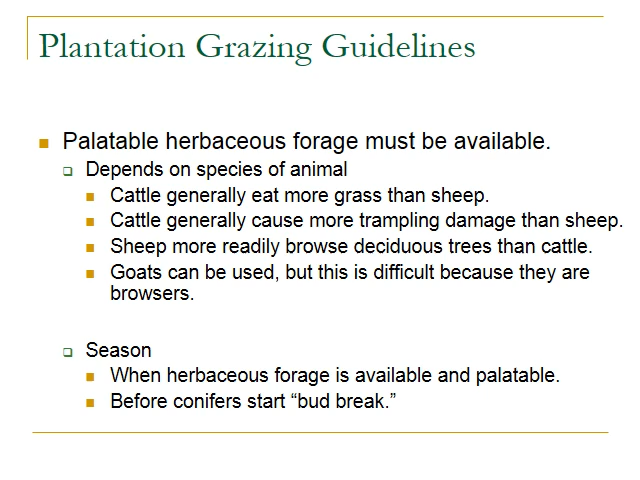 Plantation Grazing Guidelines
Palatable herbaceous forage must be available.
Depends on species of animal
Cattle generally eat more grass than sheep.
Cattle generally cause more trampling damage than sheep.
Sheep more readily browse deciduous trees than cattle.
Goats can be used, but this is difficult because they are
browsers.
Season
When herbaceous forage is available and palatable.
Before conifers start “bud break.”